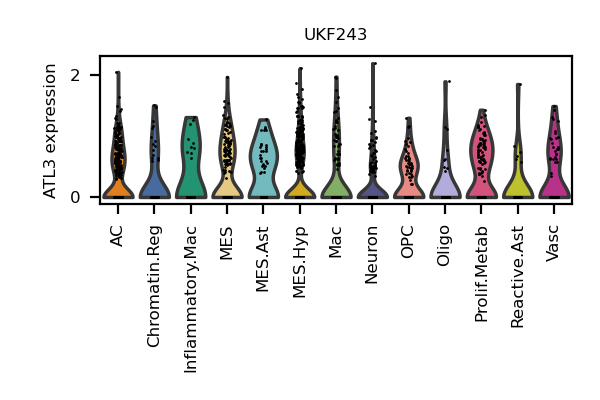 UKF243
ATL3 expression
2
0
AC
Chromatin.Reg
Inflammatory.Mac
MES
MES.Ast
MES.Hyp
Mac
Neuron
OPC
Oligo
Prolif.Metab
Reactive.Ast
Vasc